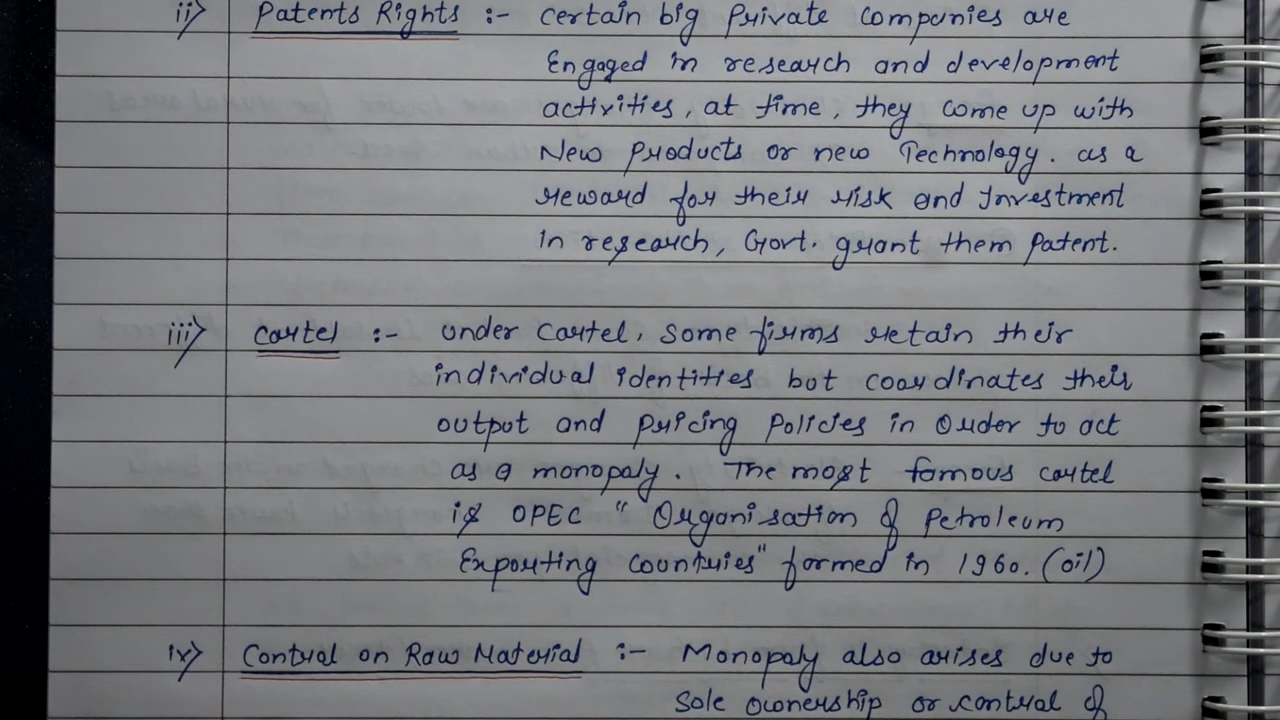 ii> Patents Rights :- Certain big Private Companies are
Engaged in research and development
activities, at time, they come up with
New Products or new Technology. as a
reward for their risk and Investment
in research, Govt. grant them Patent.
iii> Cartel :- Under Cartel, Some firms retain their
individual identities but coordinates their
output and Pricing Policies in Order to act
as a monopaly. The most famous cartel
is OPEC "Organisation of Petroleum
Exporting Countries" formed in 1960. (oil)
iv> Control on Raw Material :- Monopaly also arises due to
Sole ownership or control of